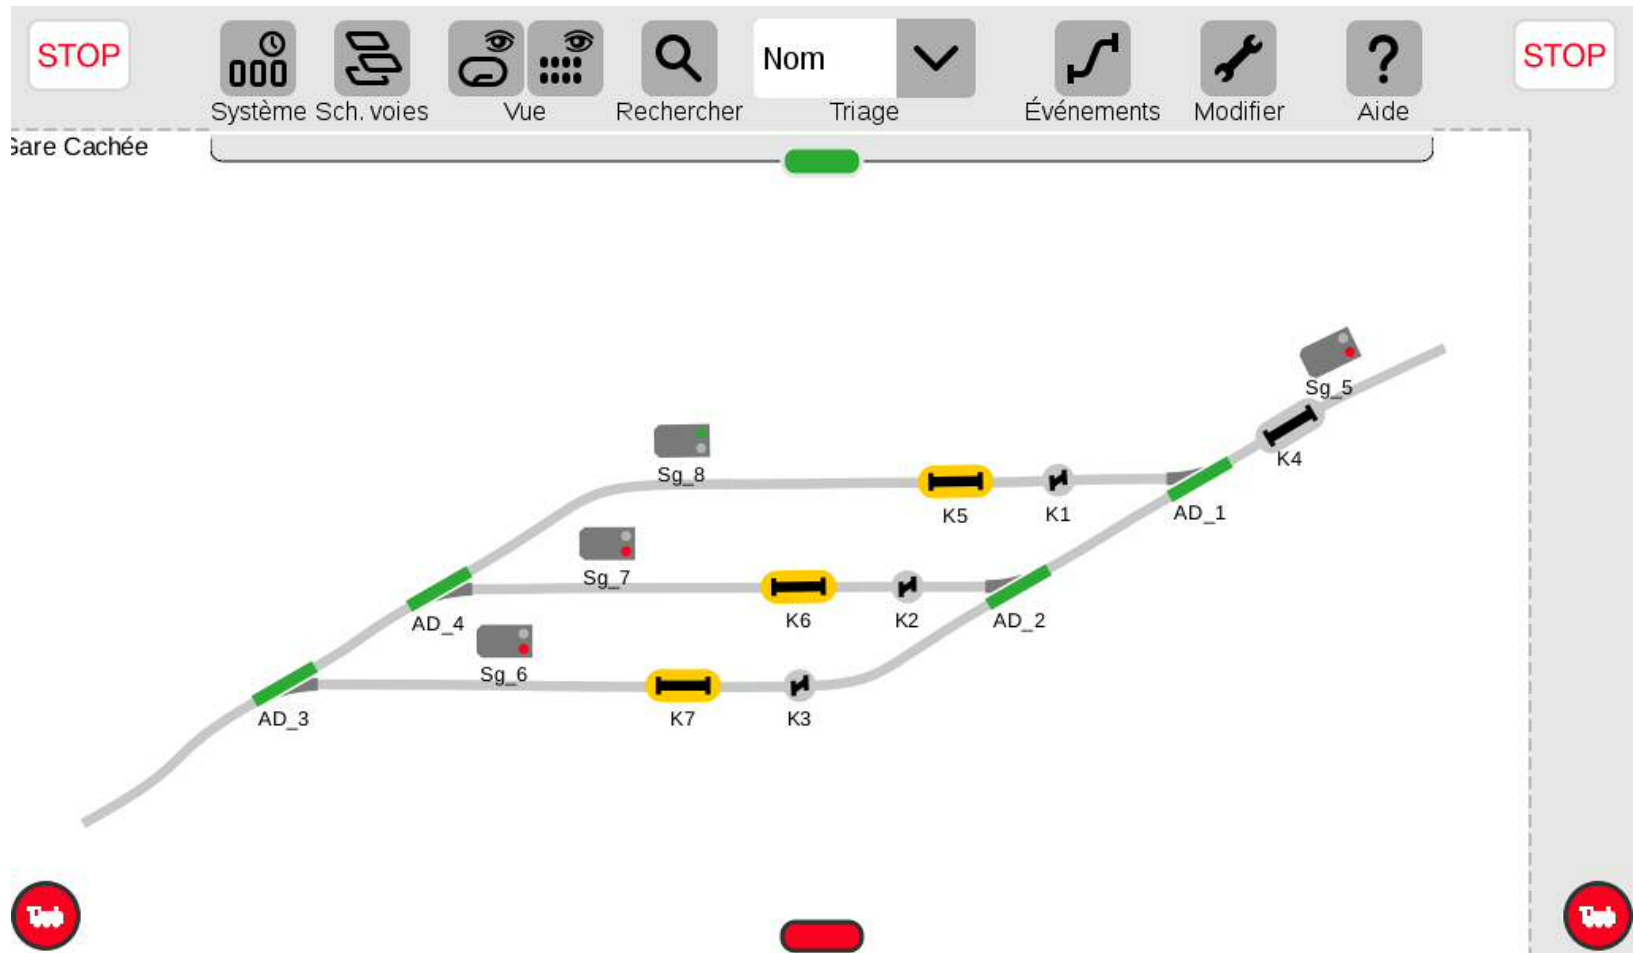 STOP
Nom
STOP
Système Sch. voies Vue Rechercher Triage Événements Modifier Aide
Gare Cachée
Sg_5
K4
Sg_8
K5
K1
AD_1
Sg_7
K6
K2
AD_2
AD_4
Sg_6
K7
K3
AD_3